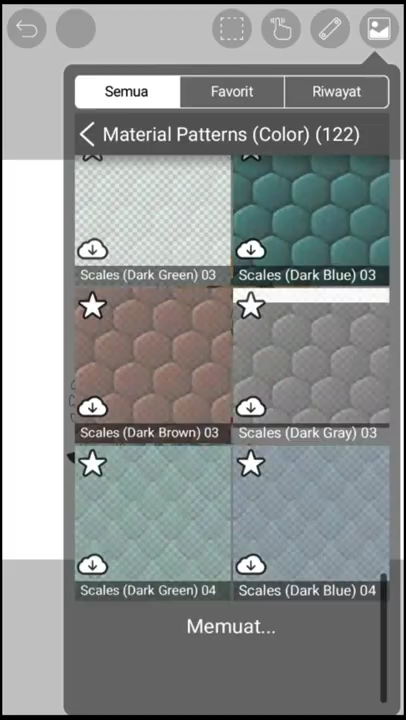 Semua Favorit Riwayat
Material Patterns (Color) (122)
Scales (Dark Green) 03 Scales (Dark Blue) 03
Scales (Dark Brown) 03 Scales (Dark Gray) 03
Scales (Dark Green) 04 Scales (Dark Blue) 04
Memuat...